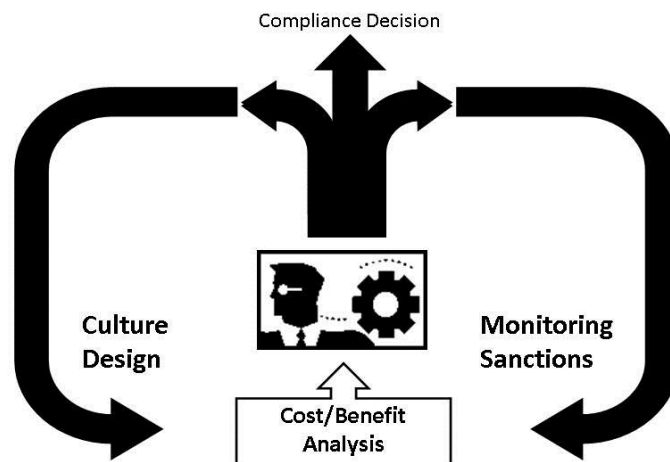 Compliance Decision
Culture
Design
Monitoring
Sanctions
Cost/Benefit
Analysis